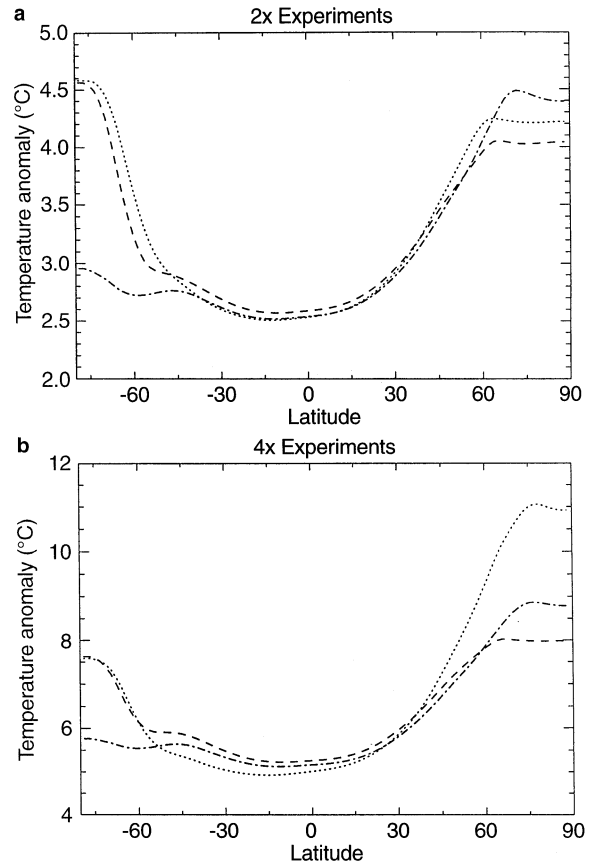 a
2x Experiments
5.0
4.5
4.0
3.5
3.0
2.5
2.0
Temperature anomaly (°C)
-60 -30 0 30 60 90
Latitude
b
4x Experiments
12
10
8
6
4
Temperature anomaly (°C)
-60 -30 0 30 60 90
Latitude